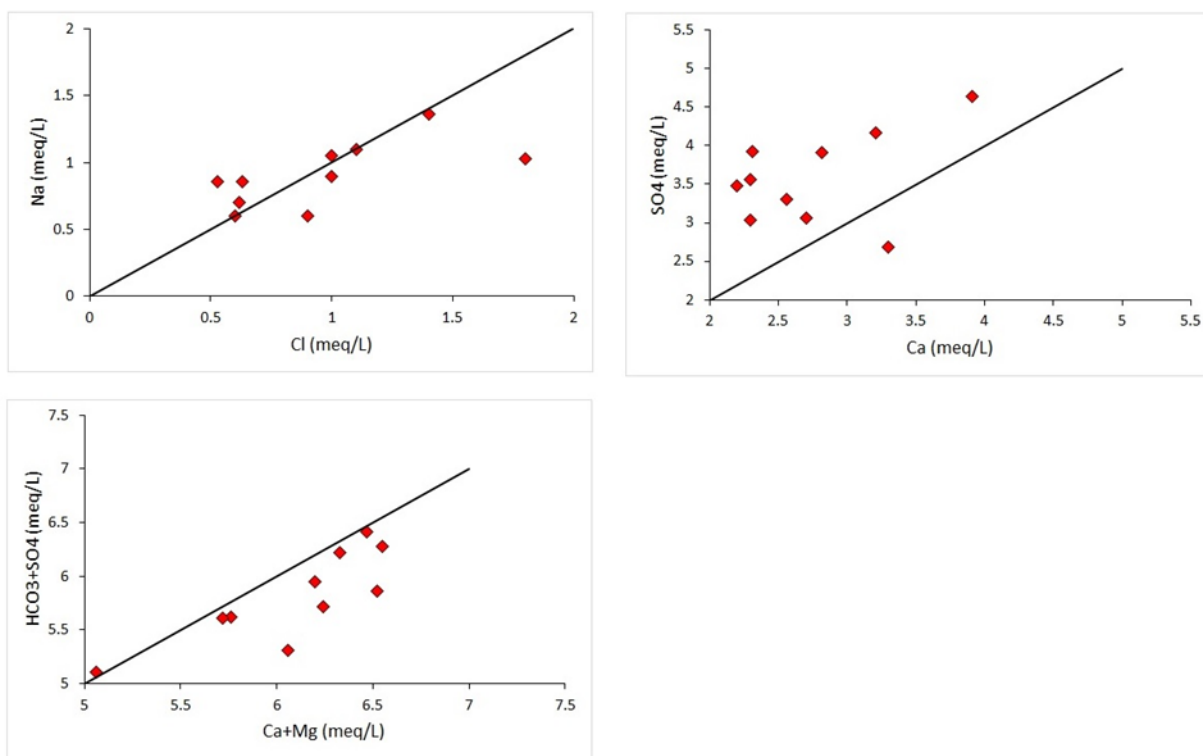 2
1.5
1
0.5
0
Na (meq/L)
0 0.5 1 1.5 2
Cl (meq/L)
5.5
5
4.5
4
3.5
3
2.5
2
SO4 (meq/L)
2 2.5 3 3.5 4 4.5 5 5.5
Ca (meq/L)
7.5
7
6.5
6
5.5
5
HCO3+SO4 (meq/L)
5 5.5 6 6.5 7 7.5
Ca+Mg (meq/L)